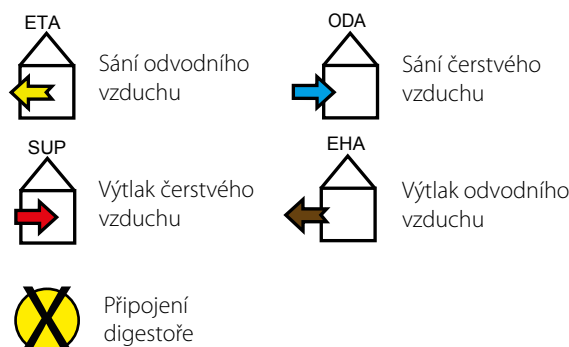 ETA
Sání odvodního
vzduchu
ODA
Sání čerstvého
vzduchu
SUP
Výtlak čerstvého
vzduchu
EHA
Výtlak odvodního
vzduchu
Připojení
digestoře